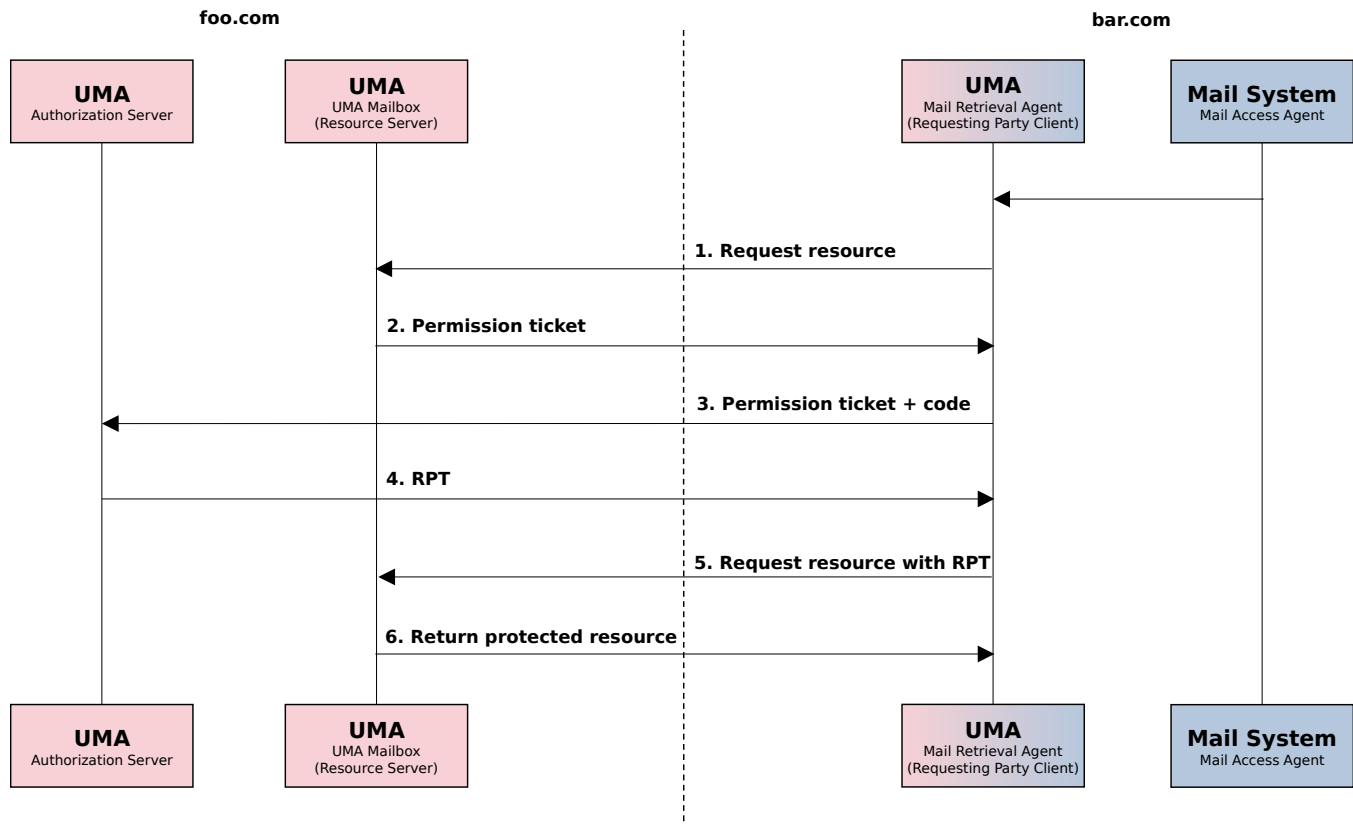 foo.com
bar.com
UMA
Authorization Server
UMA
UMA Mailbox
(Resource Server)
UMA
Mail Retrieval Agent
(Requesting Party Client)
Mail System
Mail Access Agent
1. Request resource
2. Permission ticket
3. Permission ticket + code
4. RPT
5. Request resource with RPT
6. Return protected resource
UMA
Authorization Server
UMA
UMA Mailbox
(Resource Server)
UMA
Mail Retrieval Agent
(Requesting Party Client)
Mail System
Mail Access Agent